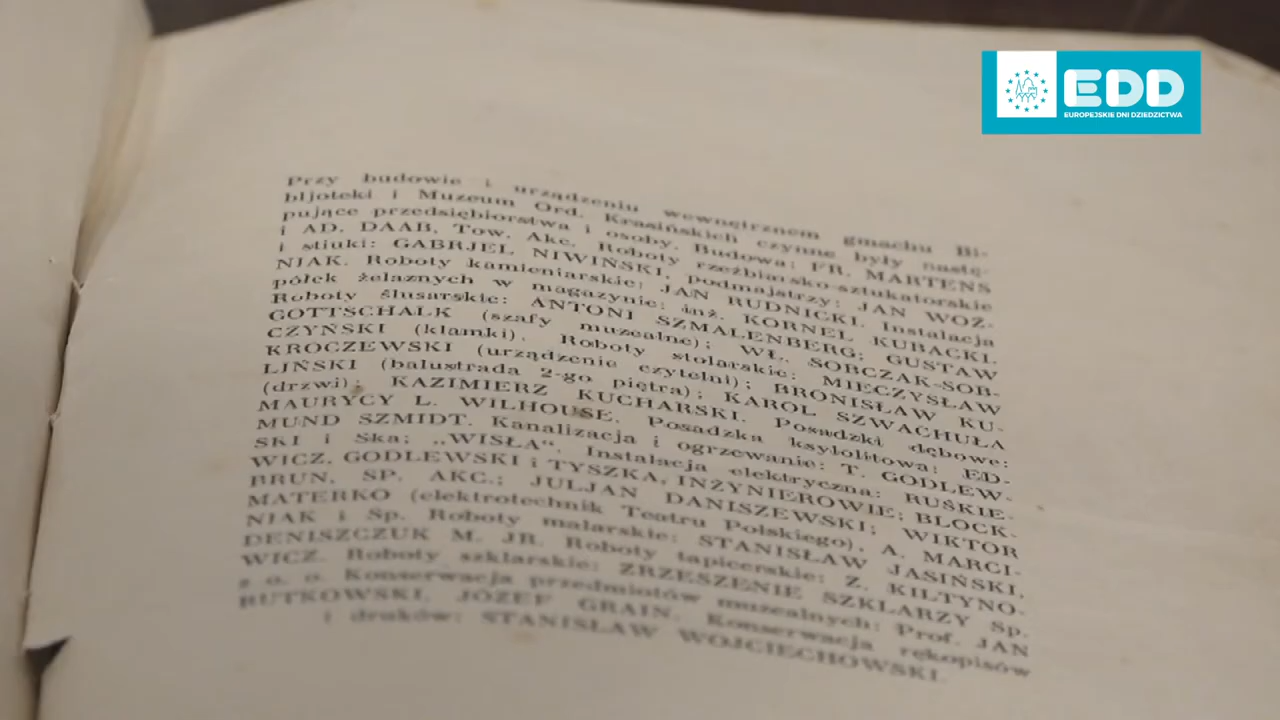 EDD
EUROPEJSKIE DNI DZIEDZICTWA
Przy budowie i urządzeniu wewnętrznem gmachu Bi-
bljoteki i Muzeum Ord. Krasińskich czynne były nastę-
pujące przedsiębiorstwa i osoby. Budowa: FR. MARTENS
i AD. DAAB, Tow. Akc. Roboty rzeźbiarsko-sztukatorskie
i stiuki: GABRJEL NIWIŃSKI, podmajstrzy: JAN WOŹ-
NIAK. Roboty kamieniarskie: JAN RUDNICKI. Instalacja
półek żelaznych w magazynie: inż. KORNEL KUBACKI.
Roboty ślusarskie: ANTONI SZMALENBERG; GUSTAW
GOTTSCHALK (szafy muzealne); WŁ. SOBCZAK-SOB-
CZYŃSKI (klamki). Roboty stolarskie: MIECZYSŁAW
KROCZEWSKI (urządzenie czytelni); BRONISŁAW KU-
LIŃSKI (balustrada 2-go piętra); KAROL SZWACHUŁA
(drzwi); KAZIMIERZ KUCHARSKI. Posadzki dębowe:
MAURYCY L. WILHOUSE. Posadzka ksylolitowa: ED-
MUND SZMIDT. Kanalizacja i ogrzewanie: T. GODLEW-
SKI i Ska; „WISŁA". Instalacja elektryczna: RUŚKIE-
WICZ, GODLEWSKI i TYSZKA, INŻYNIEROWIE; BLOCK-
BRUN, SP. AKC.; JULJAN DANISZEWSKI; WIKTOR
MATERKO (elektrotechnik Teatru Polskiego), A. MARCI-
NIAK i Sp. Roboty malarskie: STANISŁAW JASIŃSKI,
DENISZCZUK M. JR. Roboty tapicerskie: Z. KILTYNO-
WICZ. Roboty szklarskie: ZRZESZENIE SZKLARZY Sp.
z o. o. Konserwacja przedmiotów muzealnych: Prof. JAN
RUTKOWSKI, JÓZEF GRAIN. Konserwacja rękopisów
i druków: STANISŁAW WOJCIECHOWSKI.